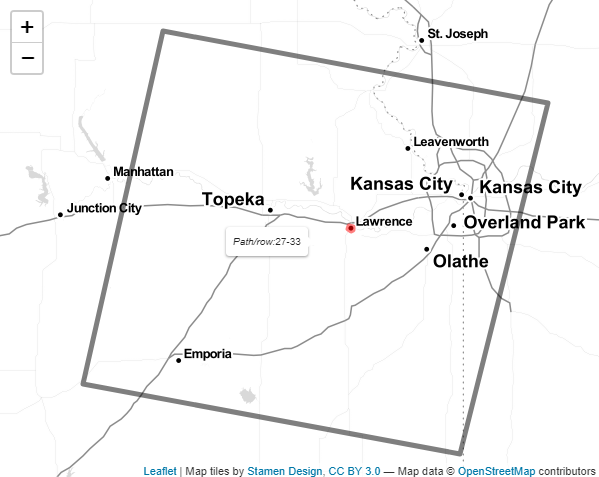 +
−
St. Joseph
Leavenworth
Manhattan
Kansas City
Kansas City
Topeka
Junction City
Lawrence
Overland Park
Path/row:27-33
Olathe
Emporia
Leaflet | Map tiles by Stamen Design, CC BY 3.0 — Map data © OpenStreetMap contributors